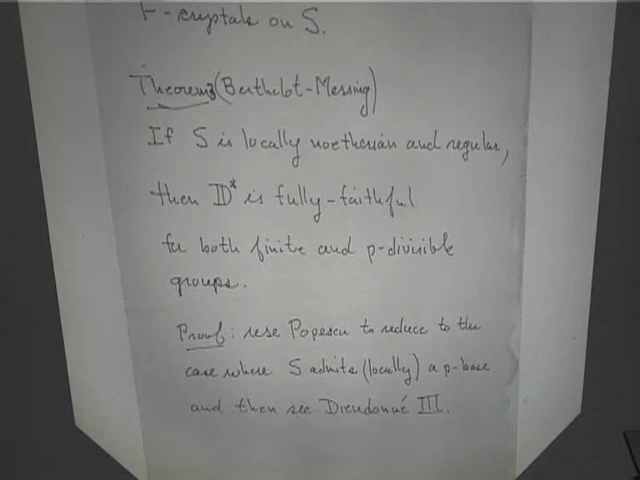 F-crystals on S.
Theorem 3 (Berthelot-Messing)
If S is locally noetherian and regular,
then D* is fully-faithful
for both finite and p-divisible
groups.
Proof: use Popescu to reduce to the
case where S admits (locally) a p-base
and then see Dieudonné III.